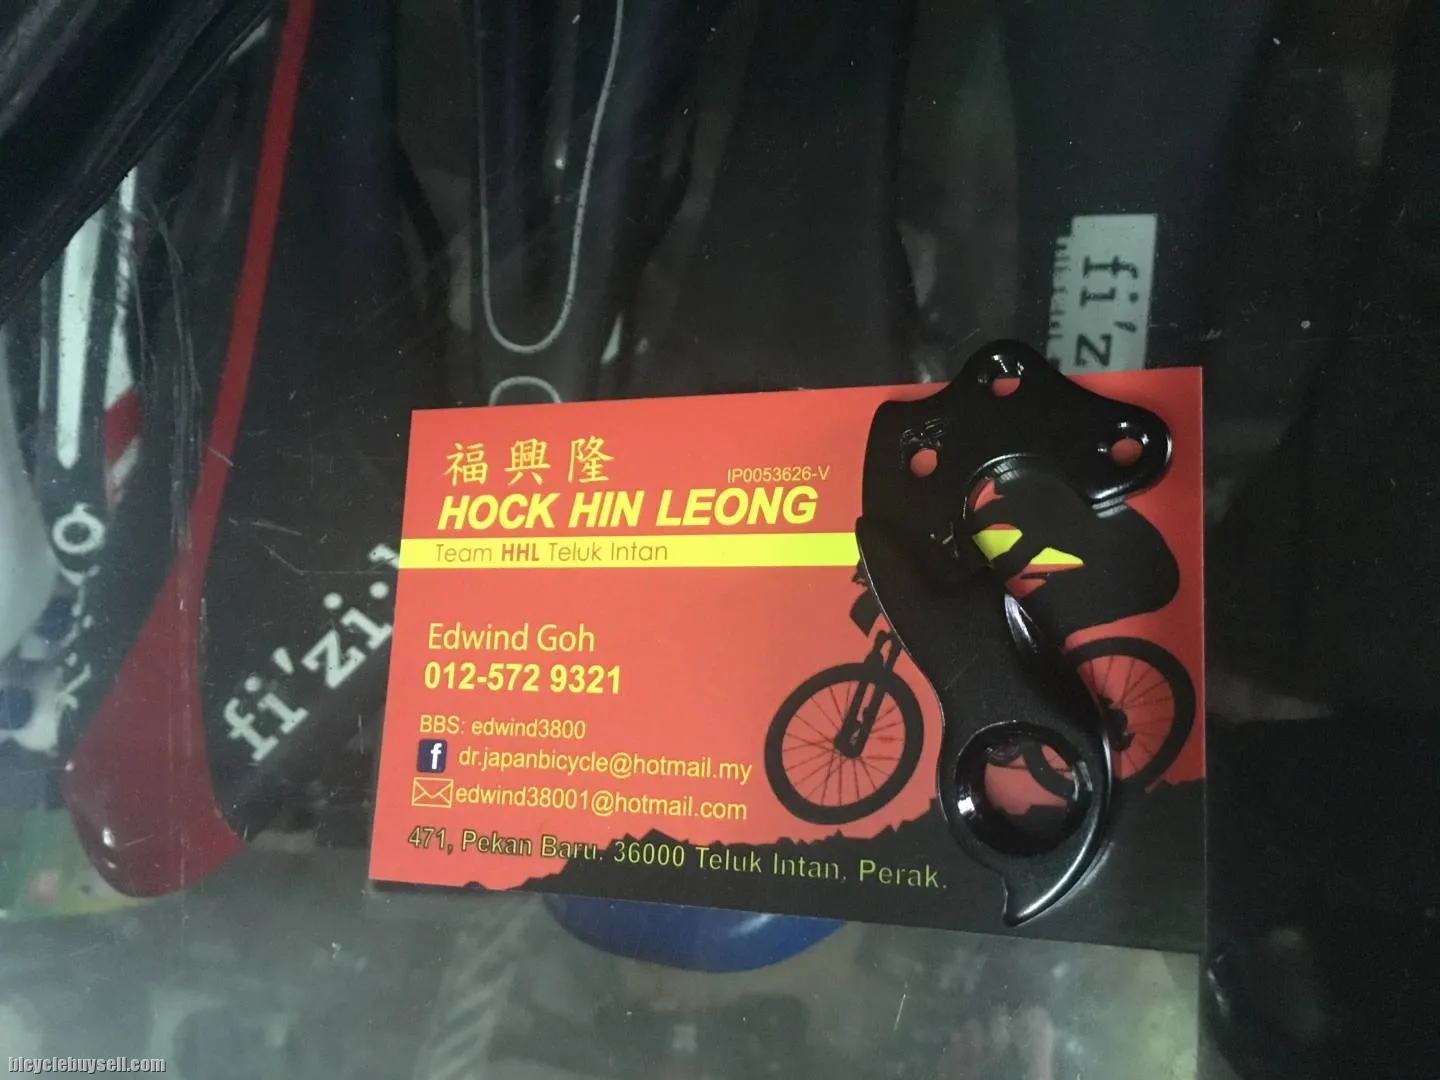 fi'z
福興隆
IP0053626-V
HOCK HIN LEONG
Team HHL Teluk Intan
fi'zi:k
Edwind Goh
012-572 9321
BBS: edwind3800
f dr.japanbicycle@hotmail.my
edwind38001@hotmail.com
471, Pekan Baru. 36000 Teluk Intan, Perak.
bicyclebuysell.com